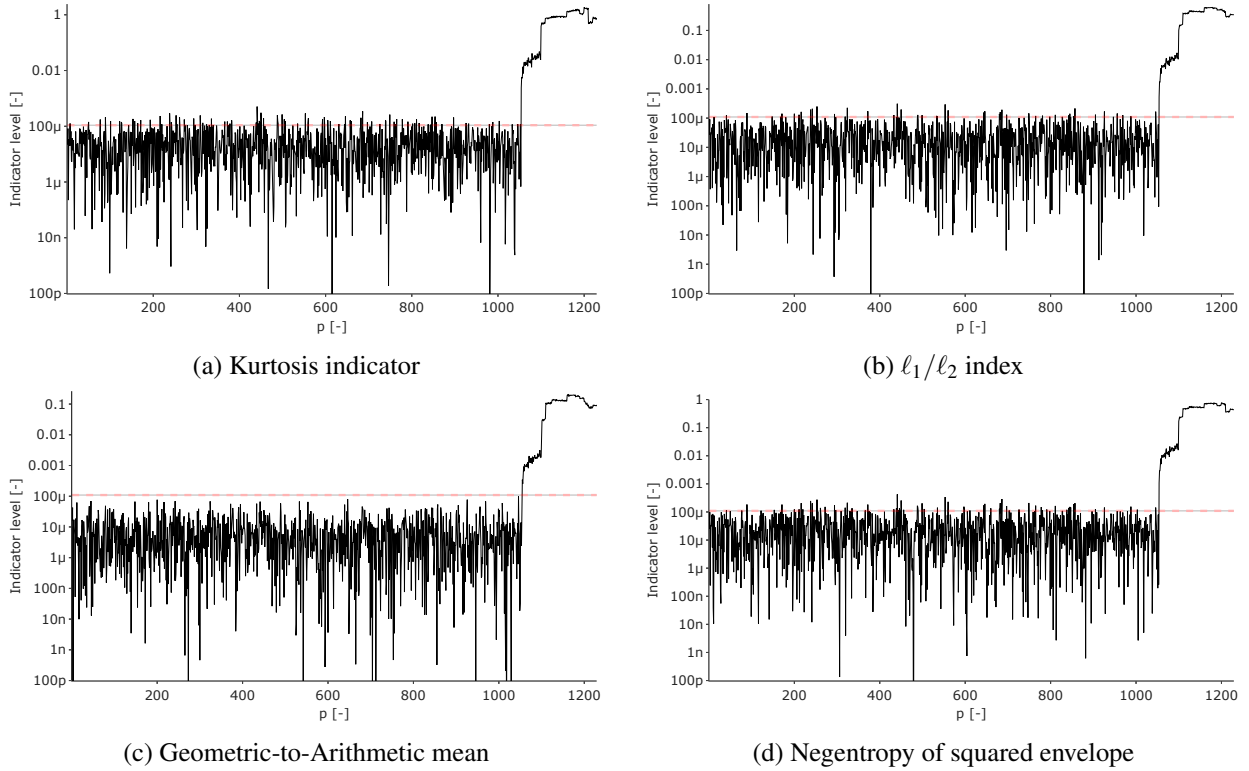 1
0.01
100μ
1μ
10n
100p
Indicator level [-]
200 400 600 800 1000 1200
p [-]
(a) Kurtosis indicator
0.1
0.01
0.001
100μ
10μ
1μ
100n
10n
1n
100p
Indicator level [-]
200 400 600 800 1000 1200
p [-]
(b) ℓ1/ℓ2 index
0.1
0.01
0.001
100μ
10μ
1μ
100n
10n
1n
100p
Indicator level [-]
200 400 600 800 1000 1200
p [-]
(c) Geometric-to-Arithmetic mean
1
0.1
0.01
0.001
100μ
10μ
1μ
100n
10n
1n
100p
Indicator level [-]
200 400 600 800 1000 1200
p [-]
(d) Negentropy of squared envelope